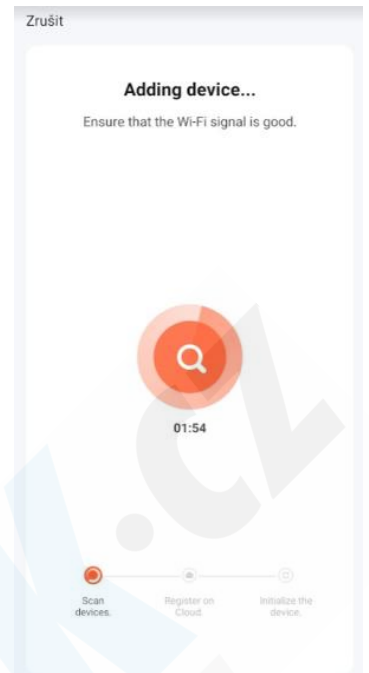 Zrušit
Adding device...
Ensure that the Wi-Fi signal is good.
01:54
Scan
devices.
Register on
Cloud.
Initialize the
device.